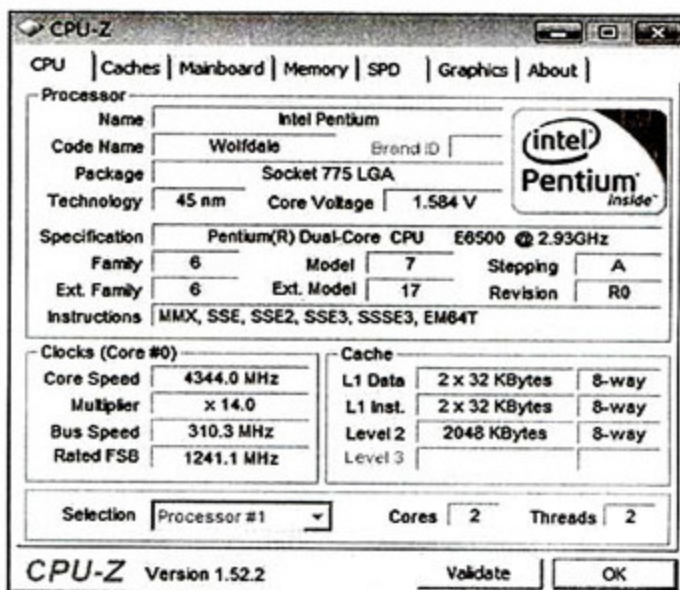 CPU-Z
CPU Caches Mainboard Memory SPD Graphics About
Processor
Name Intel Pentium
Code Name Wolfdale Brand ID
Package Socket 775 LGA
Technology 45 nm Core Voltage 1.584 V
intel
Pentium
inside™
Specification Pentium(R) Dual-Core CPU E6500 @ 2.93GHz
Family 6 Model 7 Stepping A
Ext. Family 6 Ext. Model 17 Revision R0
Instructions MMX, SSE, SSE2, SSE3, SSSE3, EM64T
Clocks (Core #0)
Core Speed 4344.0 MHz
Multiplier x 14.0
Bus Speed 310.3 MHz
Rated FSB 1241.1 MHz
Cache
L1 Data 2 x 32 KBytes 8-way
L1 Inst. 2 x 32 KBytes 8-way
Level 2 2048 KBytes 8-way
Level 3
Selection Processor #1 Cores 2 Threads 2
CPU-Z Version 1.52.2 Validate OK